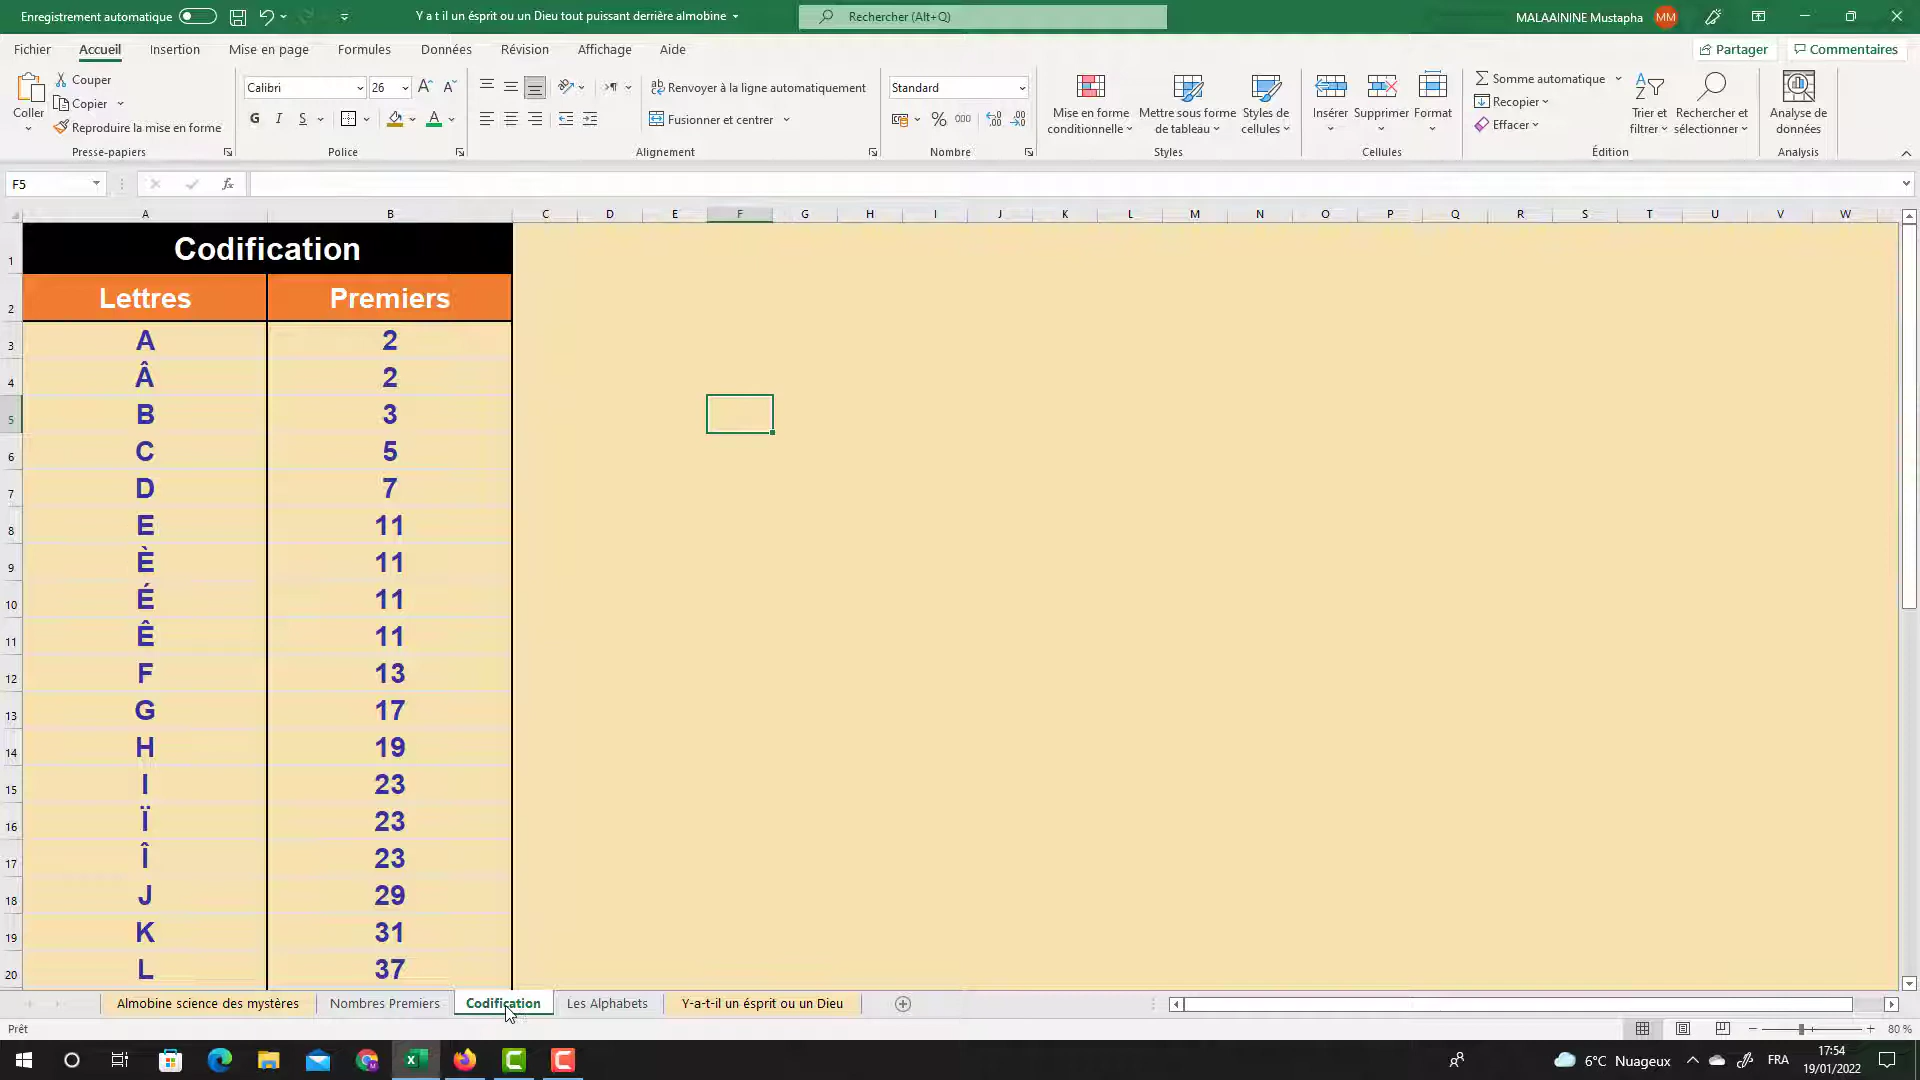 Enregistrement automatique
Y a t il un ésprit ou un Dieu tout puissant derrière almobine
Rechercher (Alt+Q)
MALAAININE Mustapha MM
Fichier Accueil Insertion Mise en page Formules Données Révision Affichage Aide
Partager Commentaires
Coller
Couper
Copier
Reproduire la mise en forme
Presse-papiers
Calibri 26
G I S
Police
Renvoyer à la ligne automatiquement
Fusionner et centrer
Alignement
Standard
% 000
Nombre
Mise en forme
conditionnelle
Mettre sous forme
de tableau
Styles de
cellules
Styles
Insérer Supprimer Format
Cellules
Somme automatique
Recopier
Effacer
Trier et
filtrer
Rechercher et
sélectionner
Édition
Analyse de
données
Analysis
F5
fx
A B C D E F G H I J K L M N O P Q R S T U V W
1 Codification
2 Lettres Premiers
3 A 2
4 Â 2
5 B 3
6 C 5
7 D 7
8 E 11
9 È 11
10 É 11
11 Ê 11
12 F 13
13 G 17
14 H 19
15 I 23
16 Ï 23
17 Î 23
18 J 29
19 K 31
20 L 37
Almobine science des mystères Nombres Premiers Codification Les Alphabets Y-a-t-il un ésprit ou un Dieu
Prêt
80 %
6°C Nuageux
FRA
17:54
19/01/2022